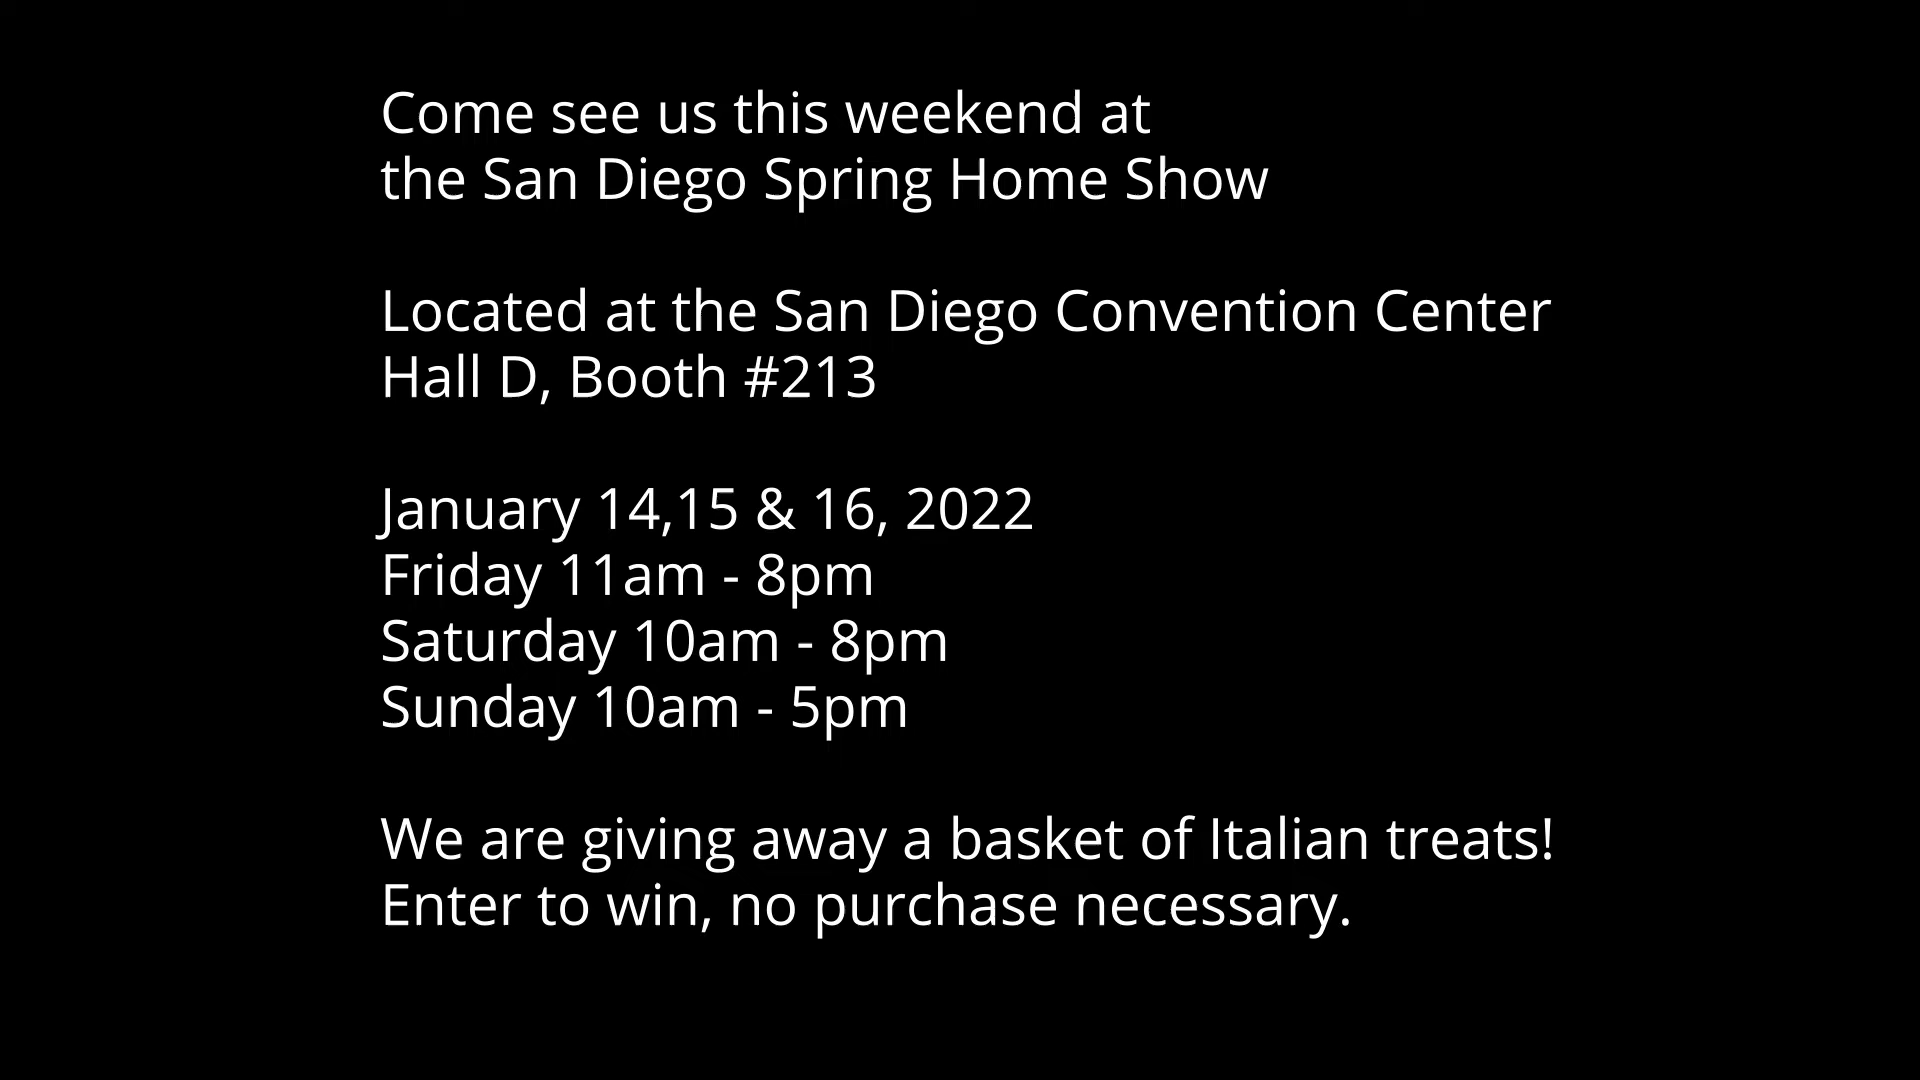 Come see us this weekend at
the San Diego Spring Home Show
Located at the San Diego Convention Center
Hall D, Booth #213
January 14,15 & 16, 2022
Friday 11am - 8pm
Saturday 10am - 8pm
Sunday 10am - 5pm
We are giving away a basket of Italian treats!
Enter to win, no purchase necessary.